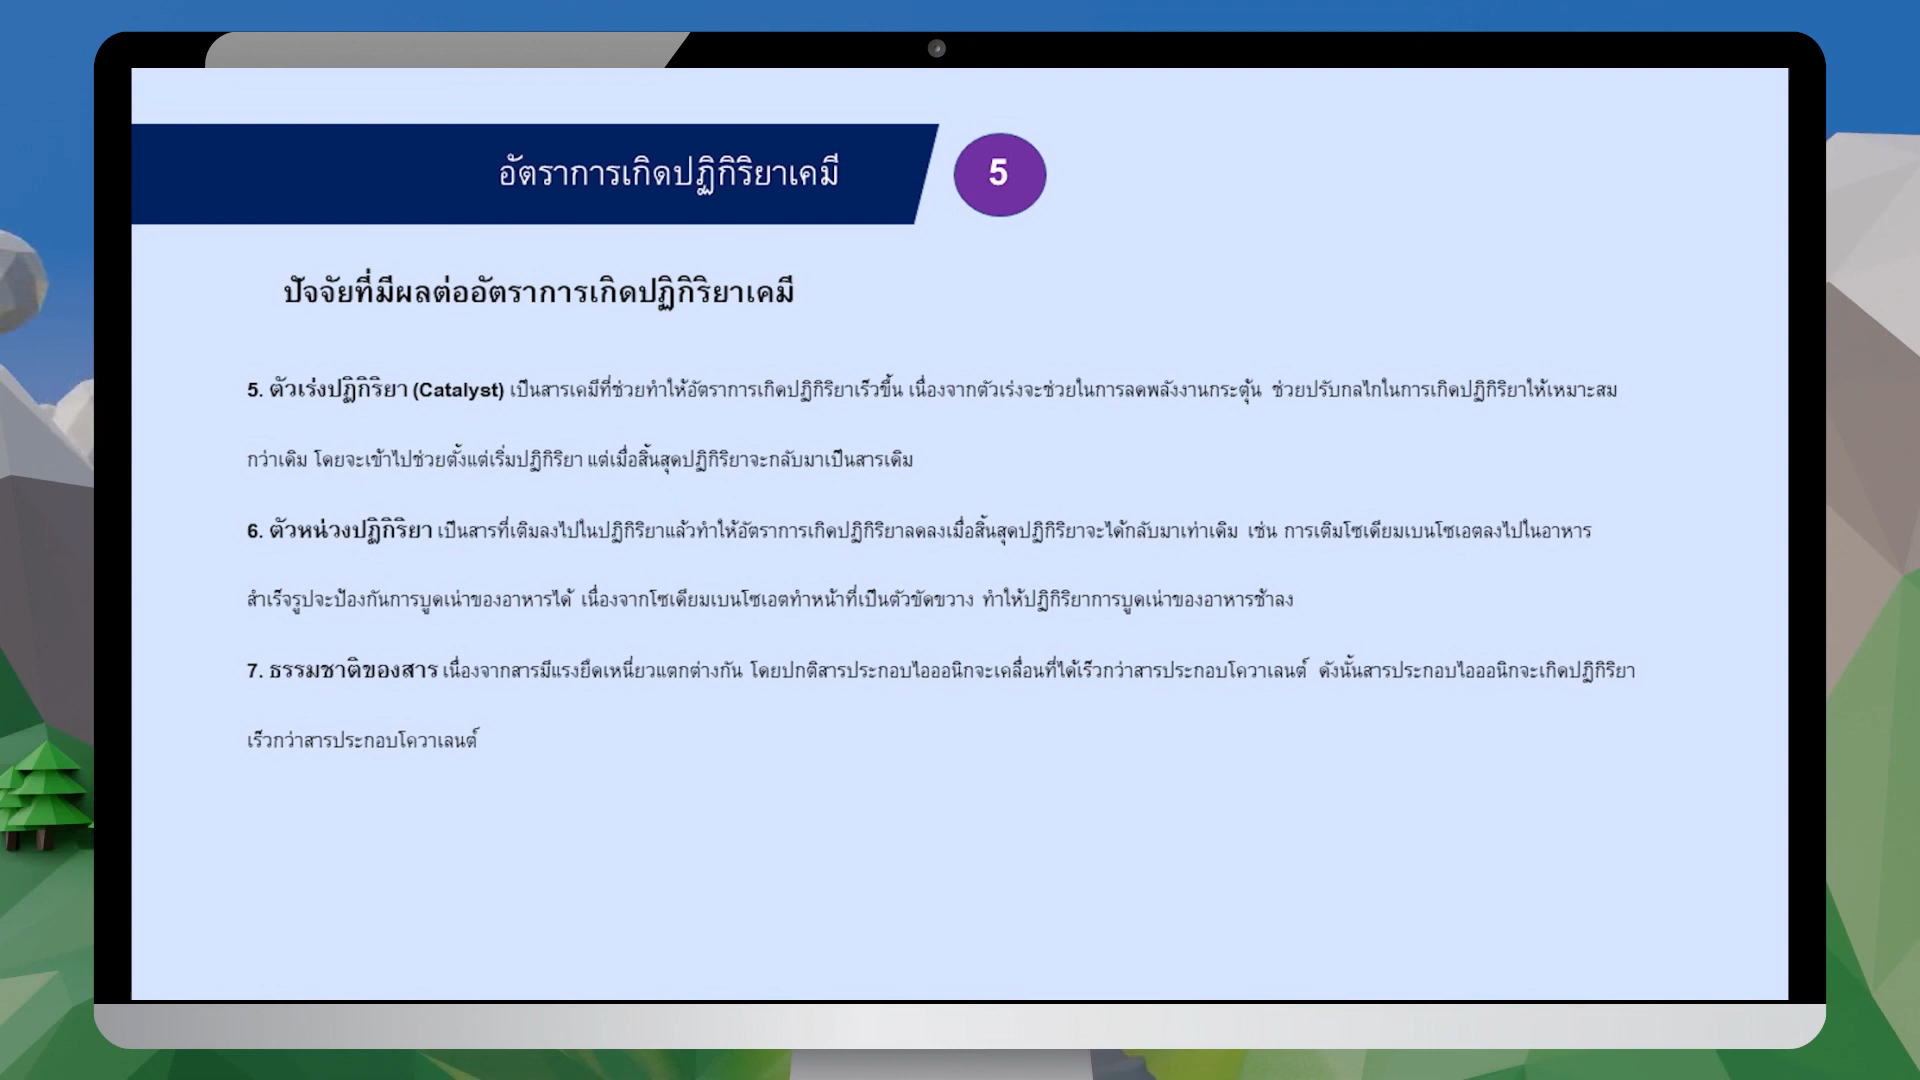 อัตราการเกิดปฏิกิริยาเคมี
5
ปัจจัยที่มีผลต่ออัตราการเกิดปฏิกิริยาเคมี
5. ตัวเร่งปฏิกิริยา (Catalyst) เป็นสารเคมีที่ช่วยทำให้อัตราการเกิดปฏิกิริยาเร็วขึ้น เนื่องจากตัวเร่งจะช่วยในการลดพลังงานกระตุ้น ช่วยปรับกลไกในการเกิดปฏิกิริยาให้เหมาะสม
กว่าเดิม โดยจะเข้าไปช่วยตั้งแต่เริ่มปฏิกิริยา แต่เมื่อสิ้นสุดปฏิกิริยาจะกลับมาเป็นสารเดิม
6. ตัวหน่วงปฏิกิริยา เป็นสารที่เติมลงไปในปฏิกิริยาแล้วทำให้อัตราการเกิดปฏิกิริยาลดลงเมื่อสิ้นสุดปฏิกิริยาจะได้กลับมาเท่าเดิม เช่น การเติมโซเดียมเบนโซเอตลงไปในอาหาร
สำเร็จรูปจะป้องกันการบูดเน่าของอาหารได้ เนื่องจากโซเดียมเบนโซเอตทำหน้าที่เป็นตัวขัดขวาง ทำให้ปฏิกิริยาการบูดเน่าของอาหารช้าลง
7. ธรรมชาติของสาร เนื่องจากสารมีแรงยึดเหนี่ยวแตกต่างกัน โดยปกติสารประกอบไอออนิกจะเคลื่อนที่ได้เร็วกว่าสารประกอบโควาเลนต์ ดังนั้นสารประกอบไอออนิกจะเกิดปฏิกิริยา
เร็วกว่าสารประกอบโควาเลนต์